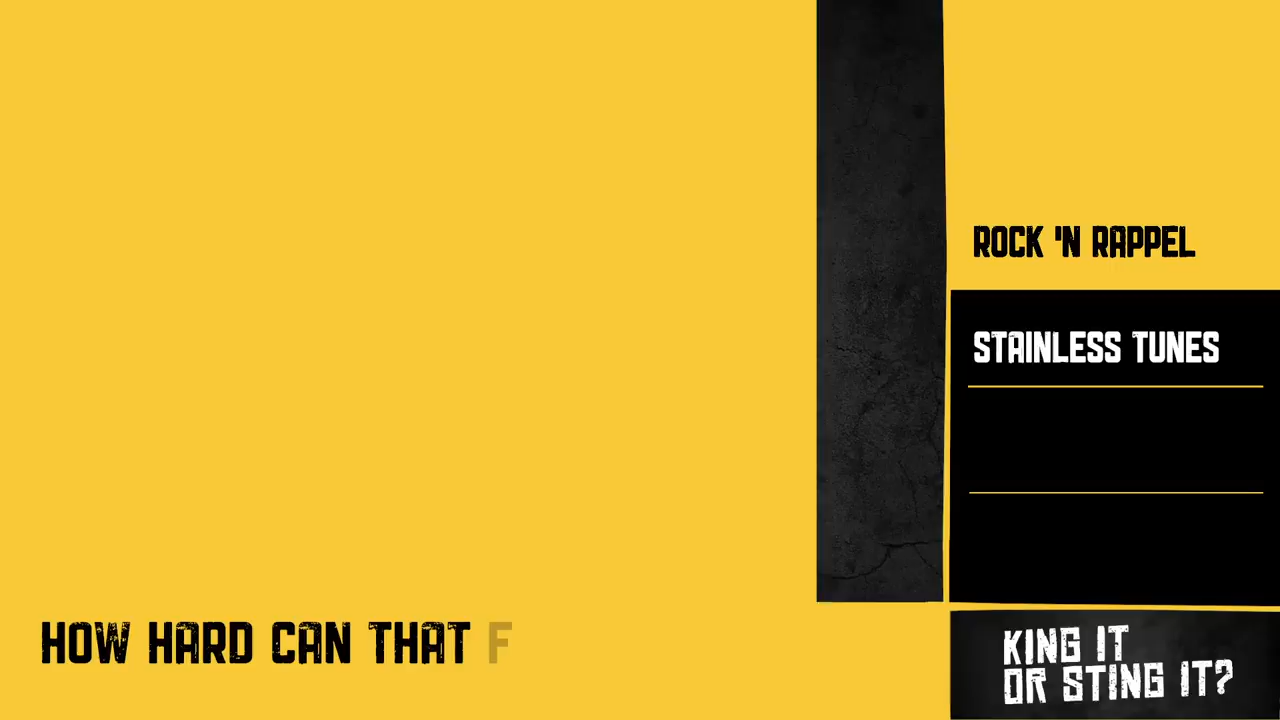 ROCK 'N RAPPEL
STAINLESS TUNES
HOW HARD CAN THAT F
KING IT
OR STING IT?